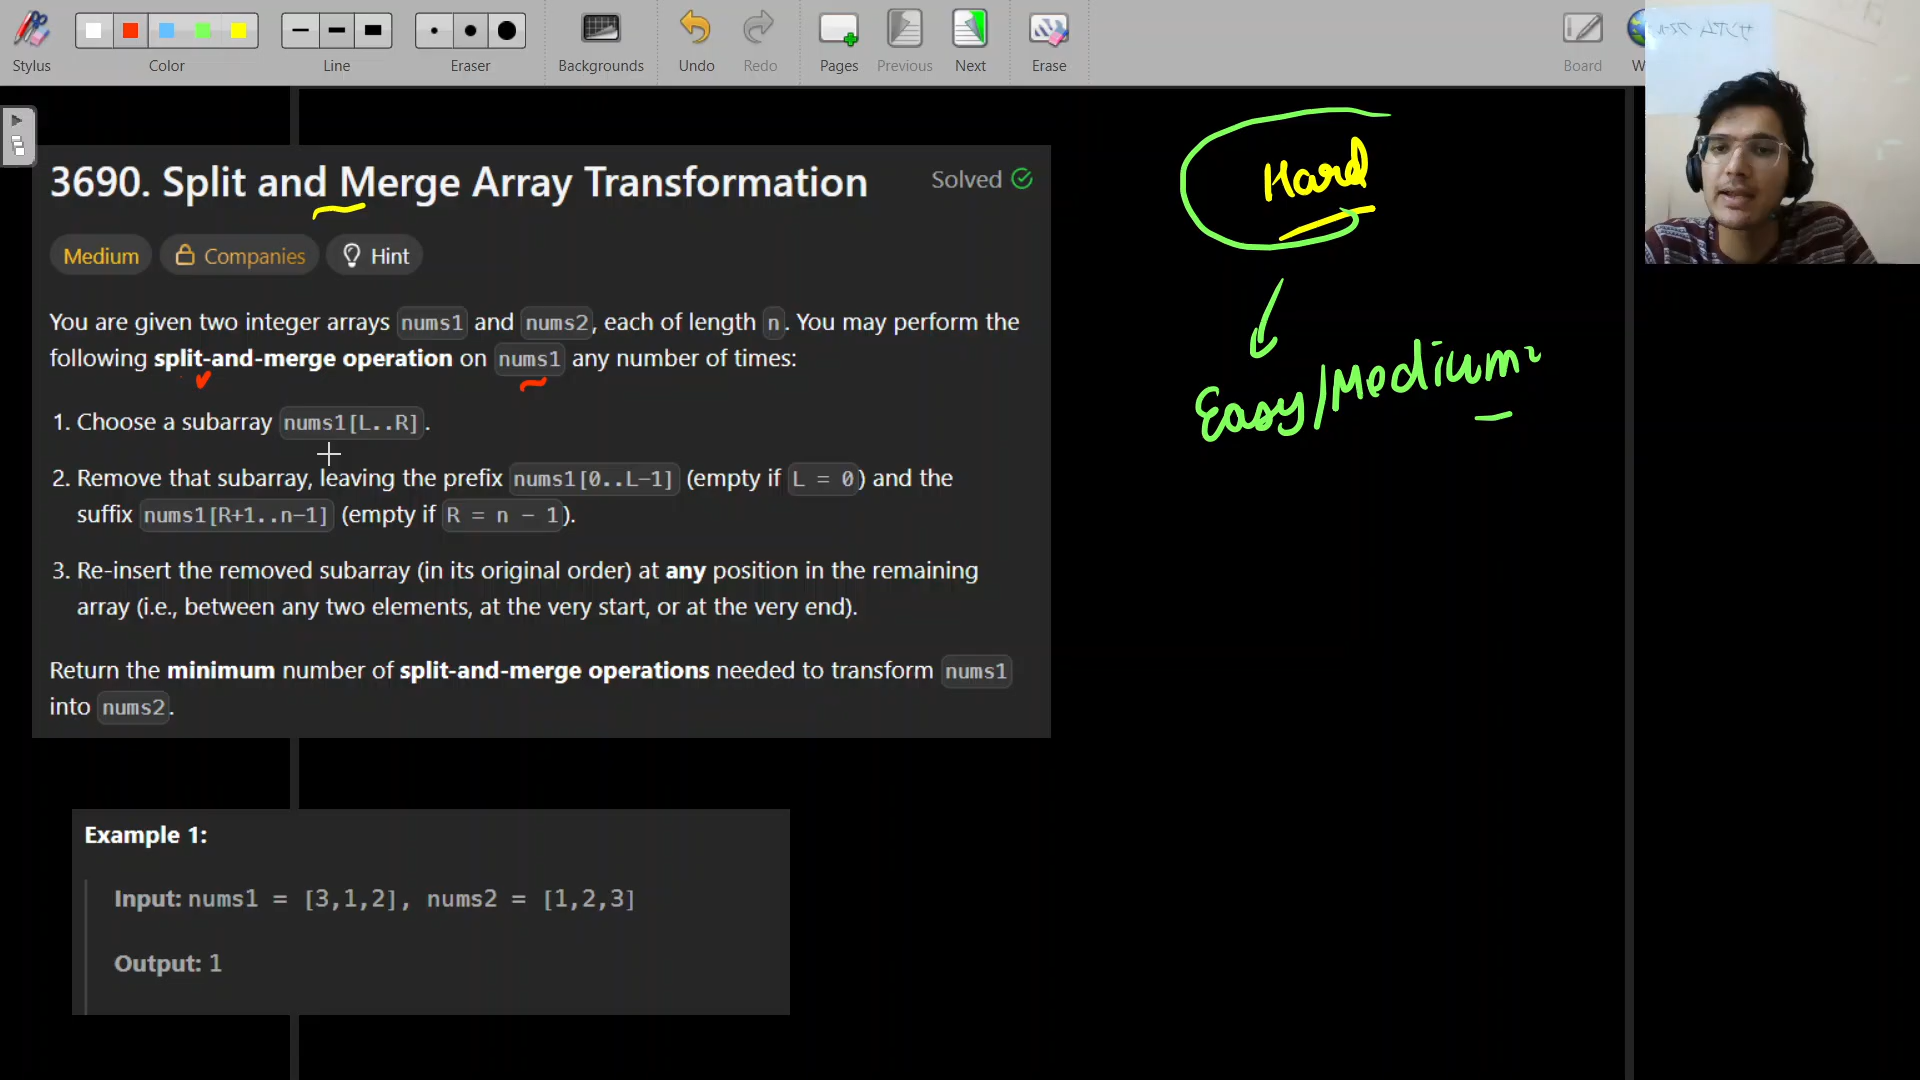 Stylus
Color
Line
Eraser
Backgrounds
Undo
Redo
Pages
Previous
Next
Erase
Board
3690. Split and Merge Array Transformation
Solved
Medium
Companies
Hint
You are given two integer arrays nums1 and nums2, each of length n. You may perform the
following split-and-merge operation on nums1 any number of times:
1. Choose a subarray nums1[L..R].
2. Remove that subarray, leaving the prefix nums1[0..L-1] (empty if L = 0) and the
suffix nums1[R+1..n-1] (empty if R = n - 1).
3. Re-insert the removed subarray (in its original order) at any position in the remaining
array (i.e., between any two elements, at the very start, or at the very end).
Return the minimum number of split-and-merge operations needed to transform nums1
into nums2.
Example 1:
Input: nums1 = [3,1,2], nums2 = [1,2,3]
Output: 1
Hard
Easy/Medium